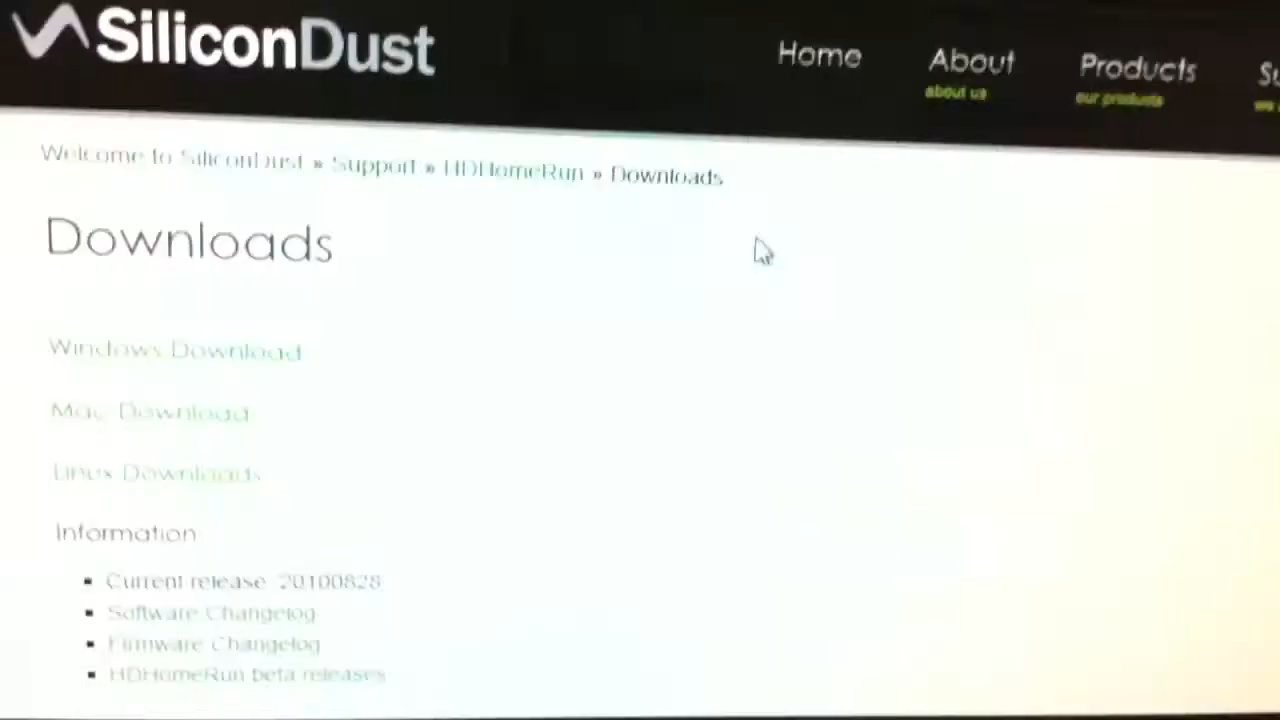 SiliconDust
Home About Products
about us our products
Welcome to SiliconDust » Support » HDHomeRun » Downloads
Downloads
Windows Download
Mac Download
Linux Downloads
Information
Current release 20100828
Software Changelog
Firmware Changelog
HDHomeRun beta releases